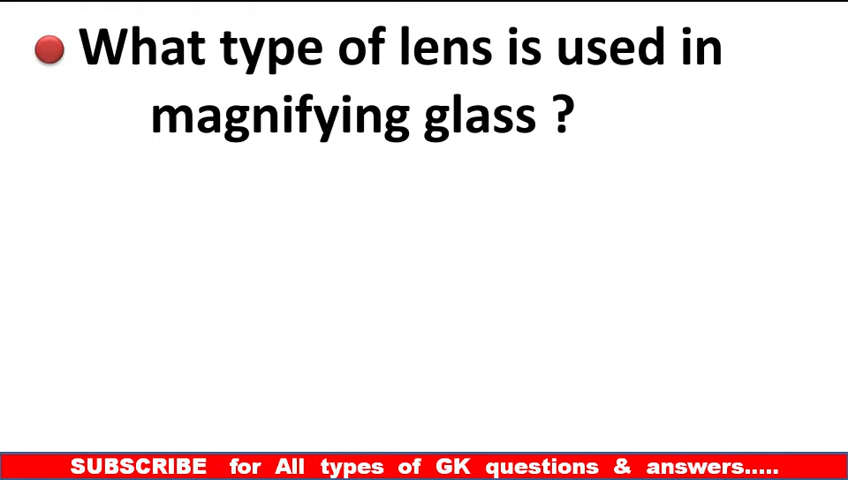 What type of lens is used in
magnifying glass ?
SUBSCRIBE for All types of GK questions & answers.....